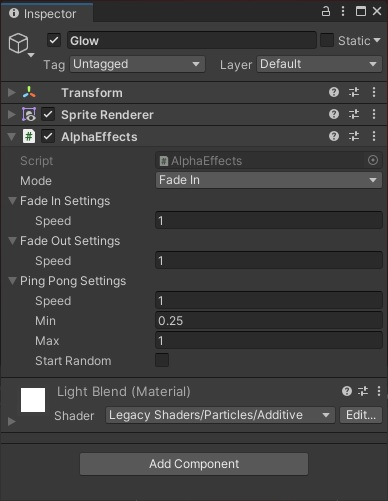 Inspector
Glow
Static
Tag Untagged Layer Default
Transform
Sprite Renderer
# AlphaEffects
Script # AlphaEffects
Mode Fade In
Fade In Settings
Speed 1
Fade Out Settings
Speed 1
Ping Pong Settings
Speed 1
Min 0.25
Max 1
Start Random
Light Blend (Material)
Shader Legacy Shaders/Particles/Additive Edit...
Add Component